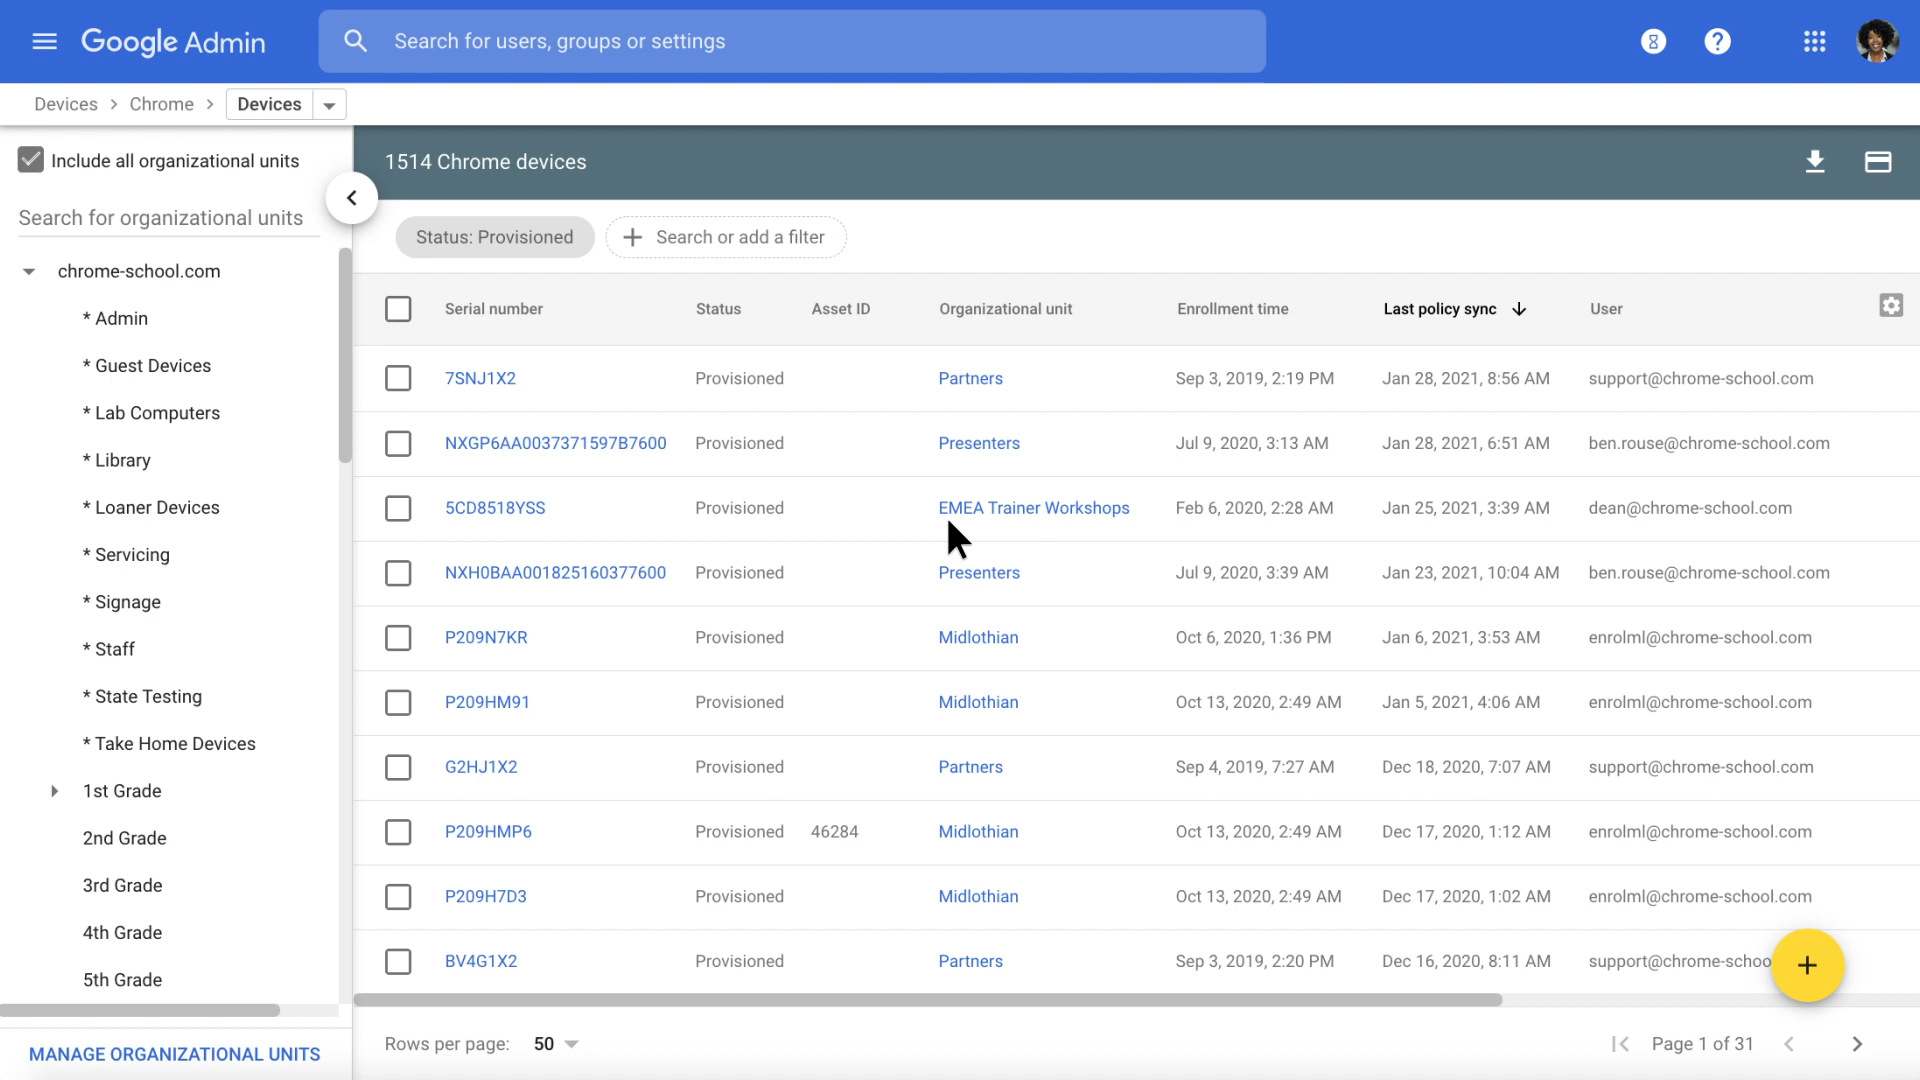 Google Admin
Search for users, groups or settings
Devices > Chrome > Devices
Include all organizational units
Search for organizational units
chrome-school.com
* Admin
* Guest Devices
* Lab Computers
* Library
* Loaner Devices
* Servicing
* Signage
* Staff
* State Testing
* Take Home Devices
1st Grade
2nd Grade
3rd Grade
4th Grade
5th Grade
MANAGE ORGANIZATIONAL UNITS
1514 Chrome devices
Status: Provisioned
Search or add a filter
Serial number Status Asset ID Organizational unit Enrollment time Last policy sync User
7SNJ1X2 Provisioned Partners Sep 3, 2019, 2:19 PM Jan 28, 2021, 8:56 AM support@chrome-school.com
NXGP6AA0037371597B7600 Provisioned Presenters Jul 9, 2020, 3:13 AM Jan 28, 2021, 6:51 AM ben.rouse@chrome-school.com
5CD8518YSS Provisioned EMEA Trainer Workshops Feb 6, 2020, 2:28 AM Jan 25, 2021, 3:39 AM dean@chrome-school.com
NXH0BAA001825160377600 Provisioned Presenters Jul 9, 2020, 3:39 AM Jan 23, 2021, 10:04 AM ben.rouse@chrome-school.com
P209N7KR Provisioned Midlothian Oct 6, 2020, 1:36 PM Jan 6, 2021, 3:53 AM enrolml@chrome-school.com
P209HM91 Provisioned Midlothian Oct 13, 2020, 2:49 AM Jan 5, 2021, 4:06 AM enrolml@chrome-school.com
G2HJ1X2 Provisioned Partners Sep 4, 2019, 7:27 AM Dec 18, 2020, 7:07 AM support@chrome-school.com
P209HMP6 Provisioned 46284 Midlothian Oct 13, 2020, 2:49 AM Dec 17, 2020, 1:12 AM enrolml@chrome-school.com
P209H7D3 Provisioned Midlothian Oct 13, 2020, 2:49 AM Dec 17, 2020, 1:02 AM enrolml@chrome-school.com
BV4G1X2 Provisioned Partners Sep 3, 2019, 2:20 PM Dec 16, 2020, 8:11 AM support@chrome-schoo
Rows per page: 50
Page 1 of 31